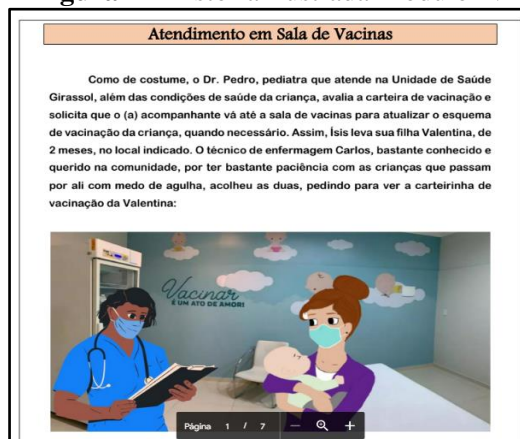 Atendimento em Sala de Vacinas
Como de costume, o Dr. Pedro, pediatra que atende na Unidade de Saúde
Girassol, além das condições de saúde da criança, avalia a carteira de vacinação e
solicita que o (a) acompanhante vá até a sala de vacinas para atualizar o esquema
de vacinação da criança, quando necessário. Assim, Ísis leva sua filha Valentina, de
2 meses, no local indicado. O técnico de enfermagem Carlos, bastante conhecido e
querido na comunidade, por ter bastante paciência com as crianças que passam
por ali com medo de agulha, acolheu as duas, pedindo para ver a carteirinha de
vacinação da Valentina:
Vacinar
É UM ATO DE AMOR!
Página 1 / 7